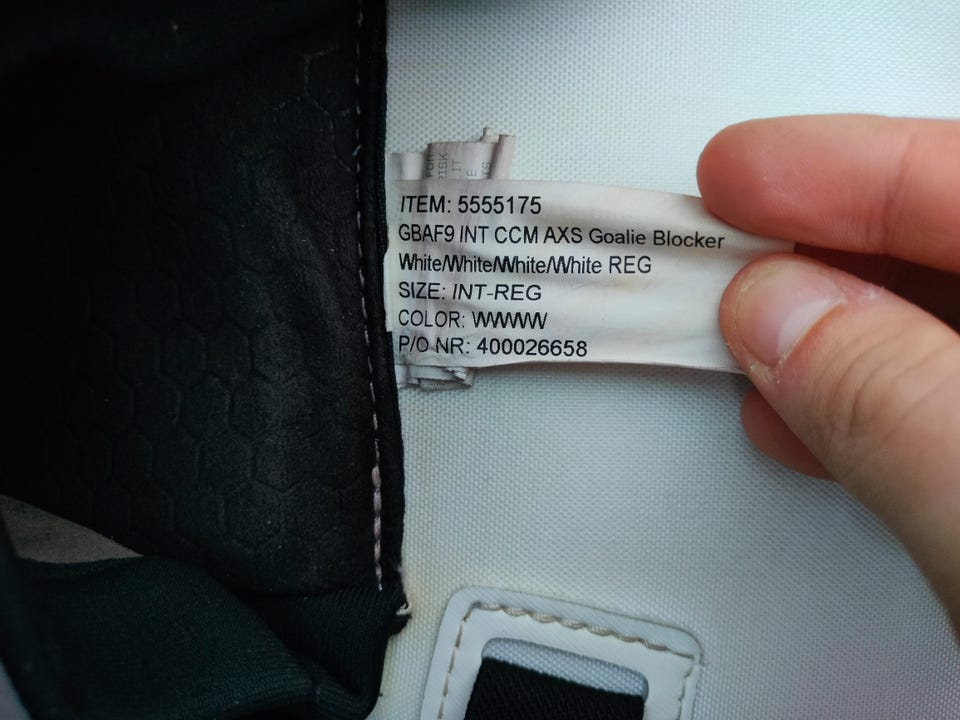 ITEM: 5555175
GBAF9 INT CCM AXS Goalie Blocker
White/White/White/White REG
SIZE: INT-REG
COLOR: WWWW
P/O NR: 400026658